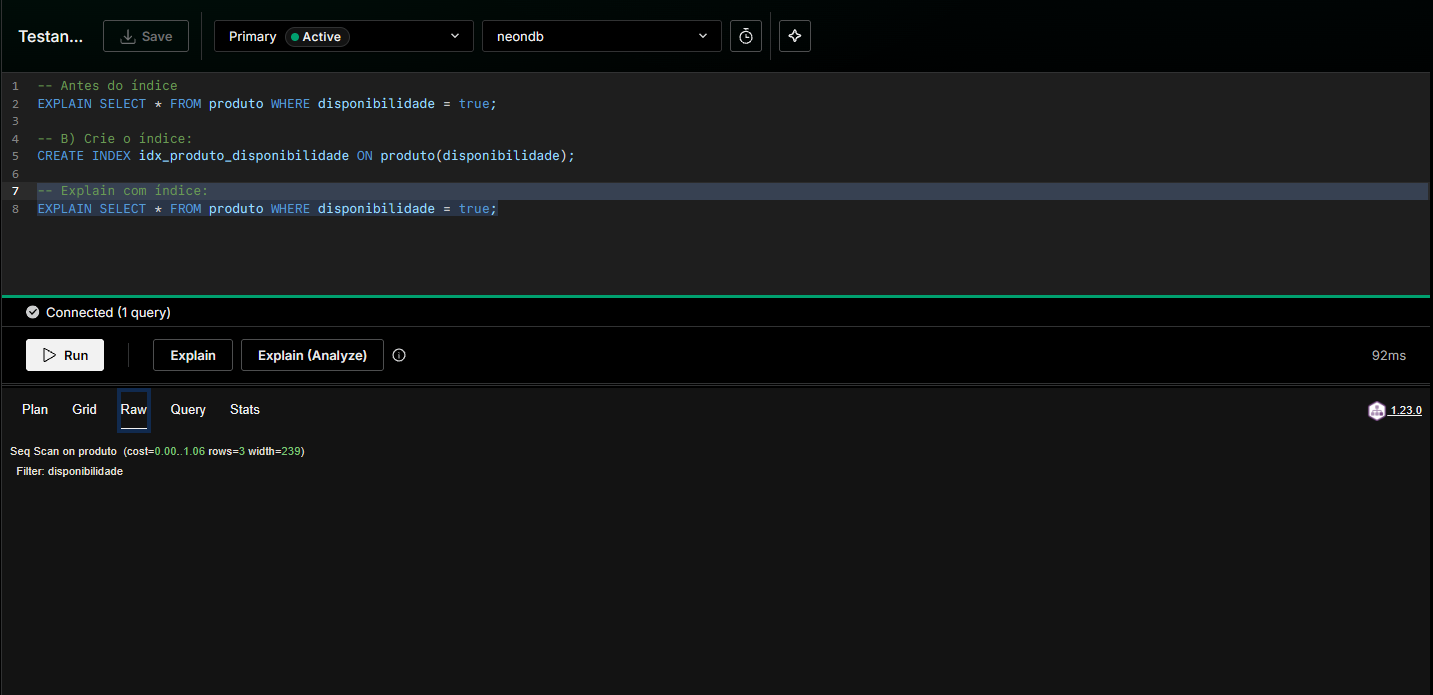 Testan... Save Primary Active neondb
1 -- Antes do índice
2 EXPLAIN SELECT * FROM produto WHERE disponibilidade = true;
3
4 -- B) Crie o índice:
5 CREATE INDEX idx_produto_disponibilidade ON produto(disponibilidade);
6
7 -- Explain com índice:
8 EXPLAIN SELECT * FROM produto WHERE disponibilidade = true;
Connected (1 query)
Run Explain Explain (Analyze) 92ms
Plan Grid Raw Query Stats 1.23.0
Seq Scan on produto (cost=0.00..1.06 rows=3 width=239)
Filter: disponibilidade